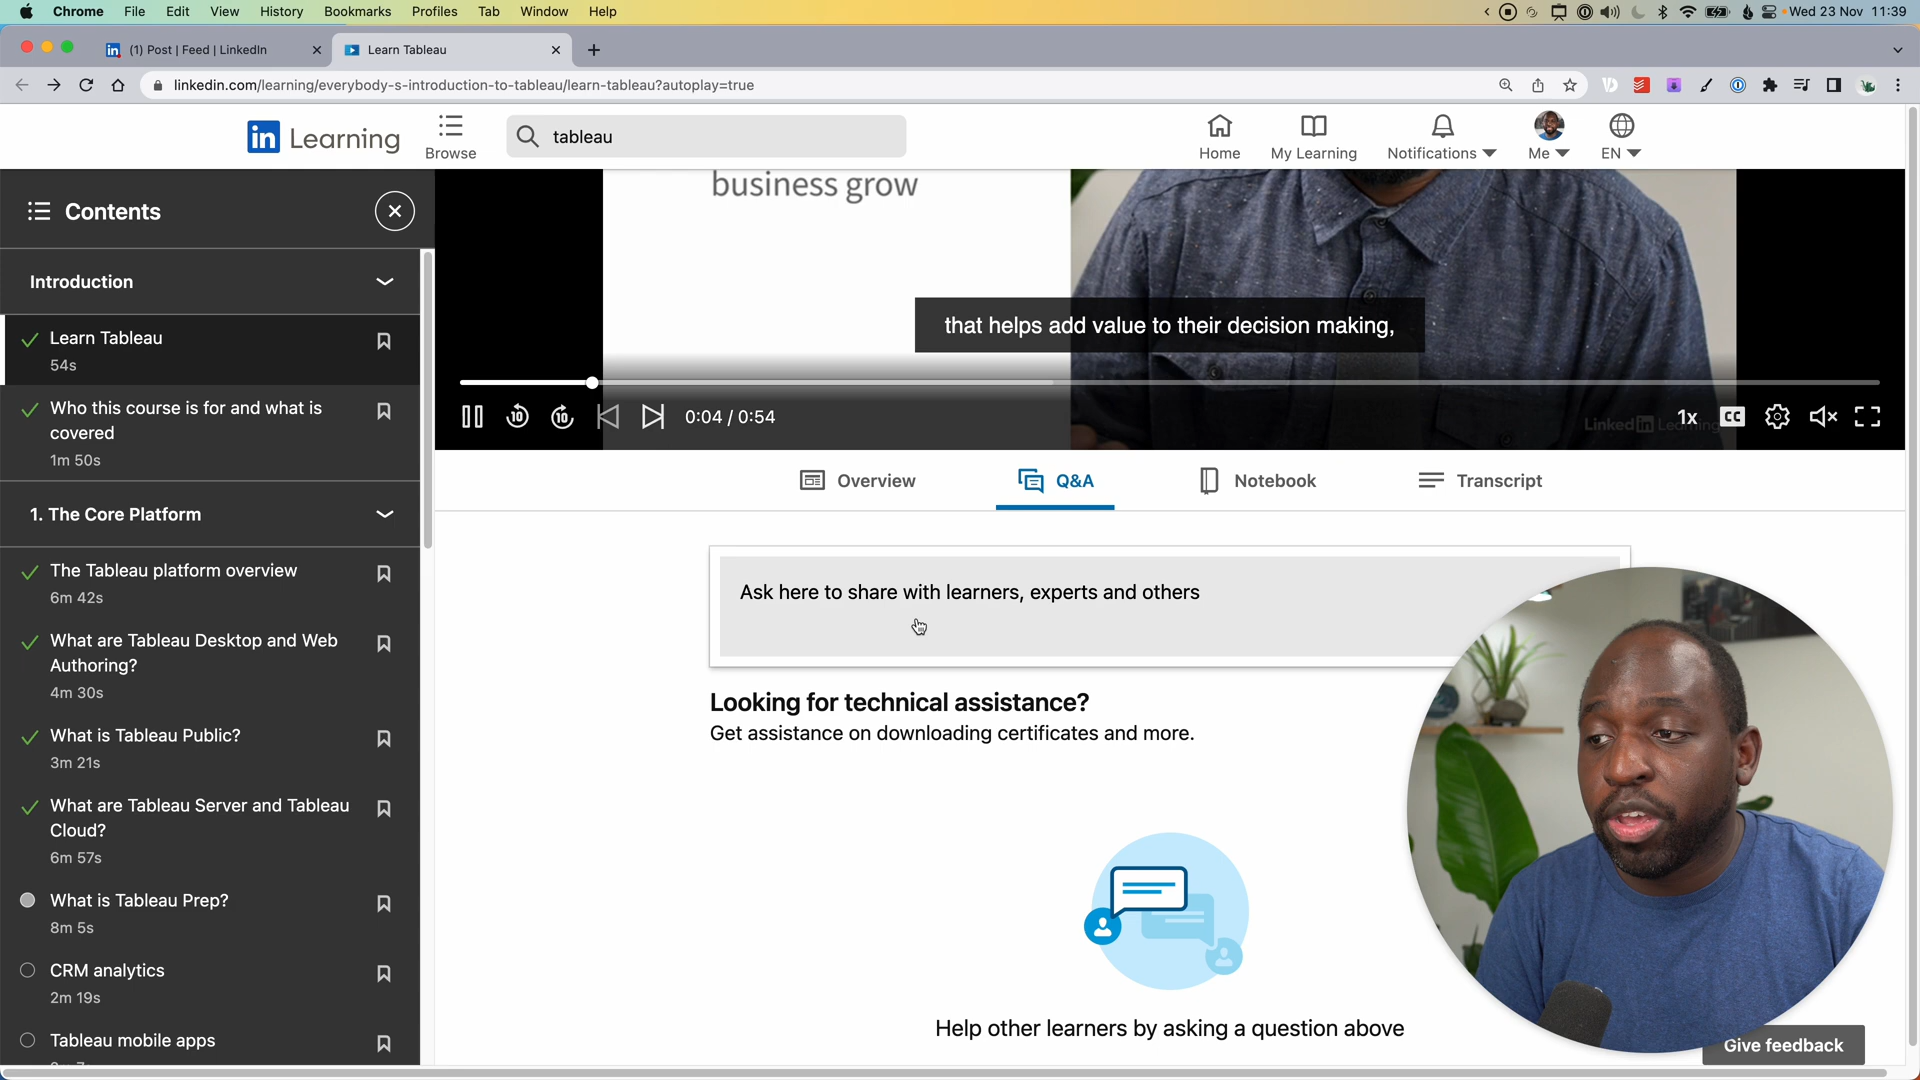 Chrome File Edit View History Bookmarks Profiles Tab Window Help
Wed 23 Nov 11:39
(1) Post | Feed | LinkedIn
Learn Tableau
linkedin.com/learning/everybody-s-introduction-to-tableau/learn-tableau?autoplay=true
in Learning
Browse
tableau
Home
My Learning
Notifications
Me
EN
Contents
Introduction
Learn Tableau
54s
Who this course is for and what is
covered
1m 50s
1. The Core Platform
The Tableau platform overview
6m 42s
What are Tableau Desktop and Web
Authoring?
4m 30s
What is Tableau Public?
3m 21s
What are Tableau Server and Tableau
Cloud?
6m 57s
What is Tableau Prep?
8m 5s
CRM analytics
2m 19s
Tableau mobile apps
business grow
that helps add value to their decision making,
10
10
0:04 / 0:54
Linked in Learning
1x
CC
Overview
Q&A
Notebook
Transcript
Ask here to share with learners, experts and others
Looking for technical assistance?
Get assistance on downloading certificates and more.
Help other learners by asking a question above
Give feedback